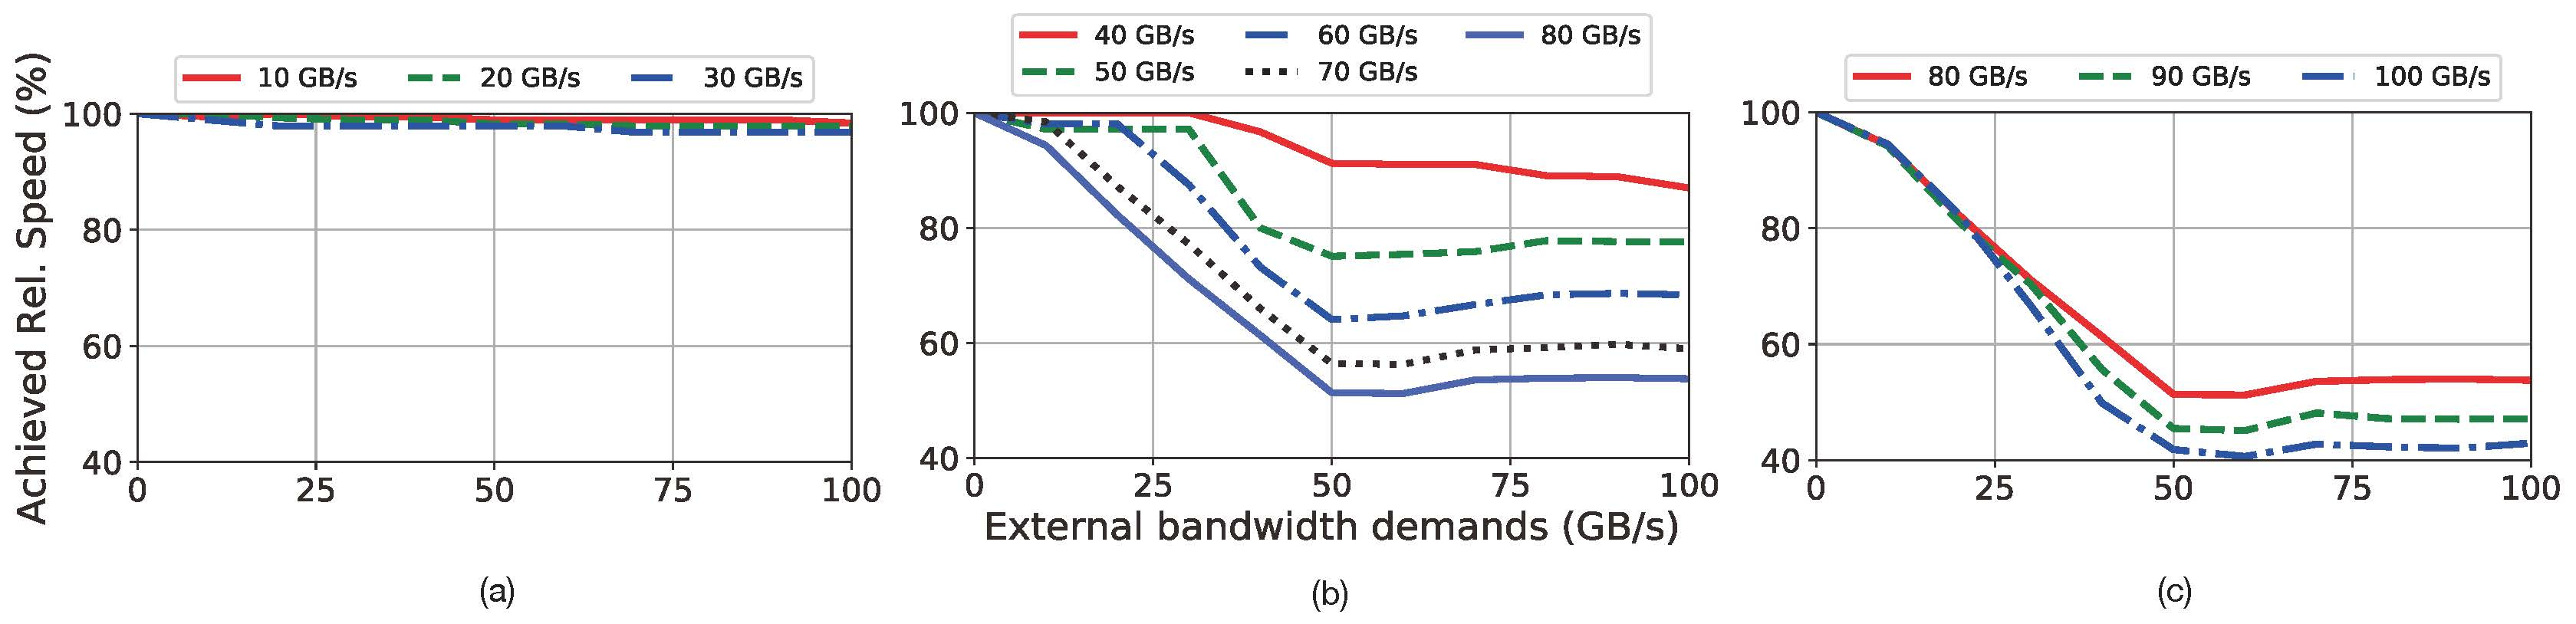 Achieved Rel. Speed (%)
10 GB/s 20 GB/s 30 GB/s
100
80
60
40
0 25 50 75 100
(a)
40 GB/s 60 GB/s 80 GB/s
50 GB/s 70 GB/s
100
80
60
40
0 25 50 75 100
External bandwidth demands (GB/s)
(b)
80 GB/s 90 GB/s 100 GB/s
100
80
60
40
0 25 50 75 100
(c)